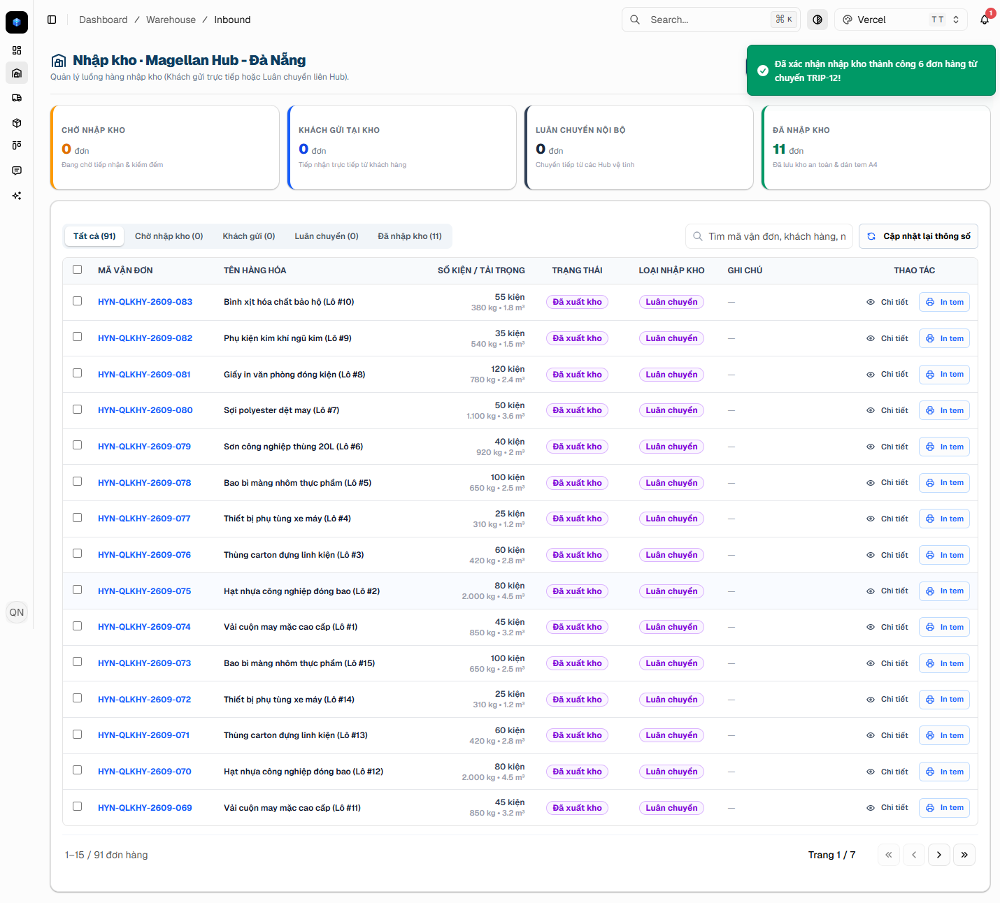 Dashboard / Warehouse / Inbound
Search...
⌘ K
Vercel
T T
1
Nhập kho · Magellan Hub - Đà Nẵng
Quản lý luồng hàng nhập kho (Khách gửi trực tiếp hoặc Luân chuyển liên Hub).
Đã xác nhận nhập kho thành công 6 đơn hàng từ
chuyến TRIP-12!
CHỜ NHẬP KHO
0 đơn
Đang chờ tiếp nhận & kiểm đếm
KHÁCH GỬI TẠI KHO
0 đơn
Tiếp nhận trực tiếp từ khách hàng
LUÂN CHUYỂN NỘI BỘ
0 đơn
Chuyển tiếp từ các Hub vệ tinh
ĐÃ NHẬP KHO
11 đơn
Đã lưu kho an toàn & dán tem A4
Tất cả (91)
Chờ nhập kho (0)
Khách gửi (0)
Luân chuyển (0)
Đã nhập kho (11)
Tìm mã vận đơn, khách hàng, n
Cập nhật lại thông số
MÃ VẬN ĐƠN TÊN HÀNG HÓA SỐ KIỆN / TẢI TRỌNG TRẠNG THÁI LOẠI NHẬP KHO GHI CHÚ THAO TÁC
HYN-QLKHY-2609-083 Bình xịt hóa chất bảo hộ (Lô #10) 55 kiện Đã xuất kho Luân chuyển — Chi tiết In tem
380 kg • 1.8 m³
HYN-QLKHY-2609-082 Phụ kiện kim khí ngũ kim (Lô #9) 35 kiện Đã xuất kho Luân chuyển — Chi tiết In tem
540 kg • 1.5 m³
HYN-QLKHY-2609-081 Giấy in văn phòng đóng kiện (Lô #8) 120 kiện Đã xuất kho Luân chuyển — Chi tiết In tem
780 kg • 2.4 m³
HYN-QLKHY-2609-080 Sợi polyester dệt may (Lô #7) 50 kiện Đã xuất kho Luân chuyển — Chi tiết In tem
1.100 kg • 3.6 m³
HYN-QLKHY-2609-079 Sơn công nghiệp thùng 20L (Lô #6) 40 kiện Đã xuất kho Luân chuyển — Chi tiết In tem
920 kg • 2 m³
HYN-QLKHY-2609-078 Bao bì màng nhôm thực phẩm (Lô #5) 100 kiện Đã xuất kho Luân chuyển — Chi tiết In tem
650 kg • 2.5 m³
HYN-QLKHY-2609-077 Thiết bị phụ tùng xe máy (Lô #4) 25 kiện Đã xuất kho Luân chuyển — Chi tiết In tem
310 kg • 1.2 m³
HYN-QLKHY-2609-076 Thùng carton đựng linh kiện (Lô #3) 60 kiện Đã xuất kho Luân chuyển — Chi tiết In tem
420 kg • 2.8 m³
HYN-QLKHY-2609-075 Hạt nhựa công nghiệp đóng bao (Lô #2) 80 kiện Đã xuất kho Luân chuyển — Chi tiết In tem
2.000 kg • 4.5 m³
HYN-QLKHY-2609-074 Vải cuộn may mặc cao cấp (Lô #1) 45 kiện Đã xuất kho Luân chuyển — Chi tiết In tem
850 kg • 3.2 m³
HYN-QLKHY-2609-073 Bao bì màng nhôm thực phẩm (Lô #15) 100 kiện Đã xuất kho Luân chuyển — Chi tiết In tem
650 kg • 2.5 m³
HYN-QLKHY-2609-072 Thiết bị phụ tùng xe máy (Lô #14) 25 kiện Đã xuất kho Luân chuyển — Chi tiết In tem
310 kg • 1.2 m³
HYN-QLKHY-2609-071 Thùng carton đựng linh kiện (Lô #13) 60 kiện Đã xuất kho Luân chuyển — Chi tiết In tem
420 kg • 2.8 m³
HYN-QLKHY-2609-070 Hạt nhựa công nghiệp đóng bao (Lô #12) 80 kiện Đã xuất kho Luân chuyển — Chi tiết In tem
2.000 kg • 4.5 m³
HYN-QLKHY-2609-069 Vải cuộn may mặc cao cấp (Lô #11) 45 kiện Đã xuất kho Luân chuyển — Chi tiết In tem
850 kg • 3.2 m³
QN
1–15 / 91 đơn hàng
Trang 1 / 7